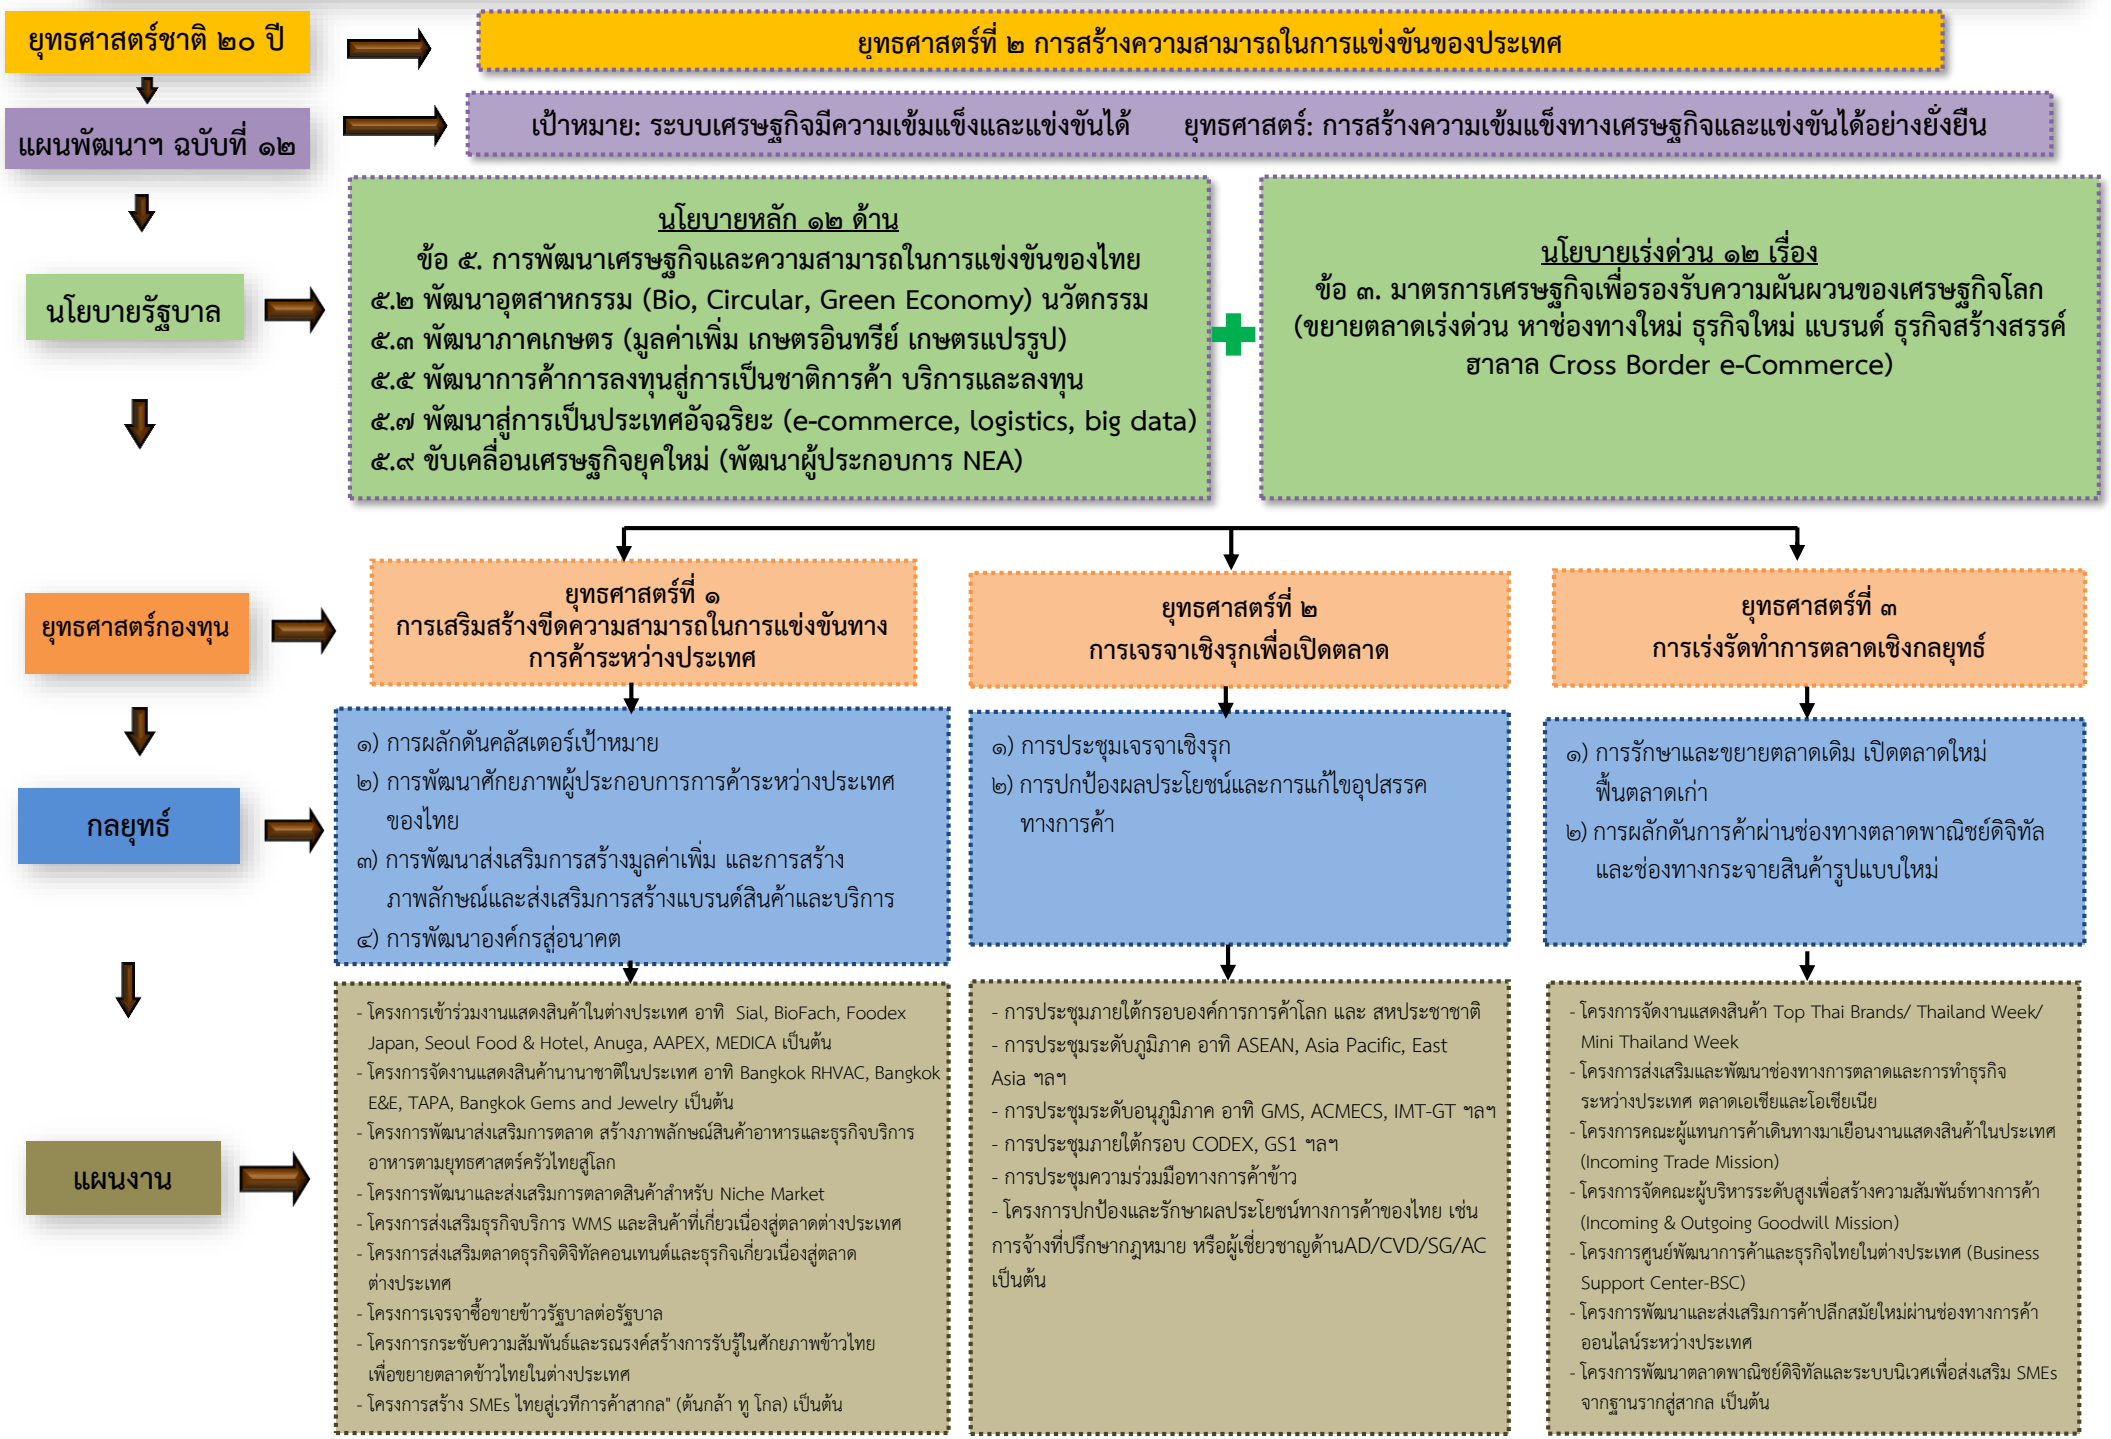 ยุทธศาสตร์ชาติ ๒๐ ปี
ยุทธศาสตร์ที่ ๒ การสร้างความสามารถในการแข่งขันของประเทศ
แผนพัฒนาฯ ฉบับที่ ๑๒
เป้าหมาย: ระบบเศรษฐกิจมีความเข้มแข็งและแข่งขันได้ ยุทธศาสตร์: การสร้างความเข้มแข็งทางเศรษฐกิจและแข่งขันได้อย่างยั่งยืน
นโยบายรัฐบาล
นโยบายหลัก ๑๒ ด้าน
ข้อ ๕. การพัฒนาเศรษฐกิจและความสามารถในการแข่งขันของไทย
๕.๒ พัฒนาอุตสาหกรรม (Bio, Circular, Green Economy) นวัตกรรม
๕.๓ พัฒนาภาคเกษตร (มูลค่าเพิ่ม เกษตรอินทรีย์ เกษตรแปรรูป)
๕.๕ พัฒนาการค้าการลงทุนสู่การเป็นชาติการค้า บริการและลงทุน
๕.๗ พัฒนาสู่การเป็นประเทศอัจฉริยะ (e-commerce, logistics, big data)
๕.๙ ขับเคลื่อนเศรษฐกิจยุคใหม่ (พัฒนาผู้ประกอบการ NEA)
นโยบายเร่งด่วน ๑๒ เรื่อง
ข้อ ๓. มาตรการเศรษฐกิจเพื่อรองรับความผันผวนของเศรษฐกิจโลก
(ขยายตลาดเร่งด่วน หาช่องทางใหม่ ธุรกิจใหม่ แบรนด์ ธุรกิจสร้างสรรค์
ฮาลาล Cross Border e-Commerce)
ยุทธศาสตร์กองทุน
ยุทธศาสตร์ที่ ๑
การเสริมสร้างขีดความสามารถในการแข่งขันทาง
การค้าระหว่างประเทศ
ยุทธศาสตร์ที่ ๒
การเจรจาเชิงรุกเพื่อเปิดตลาด
ยุทธศาสตร์ที่ ๓
การเร่งรัดทำการตลาดเชิงกลยุทธ์
กลยุทธ์
๑) การผลักดันคลัสเตอร์เป้าหมาย
๒) การพัฒนาศักยภาพผู้ประกอบการการค้าระหว่างประเทศ
ของไทย
๓) การพัฒนาส่งเสริมการสร้างมูลค่าเพิ่ม และการสร้าง
ภาพลักษณ์และส่งเสริมการสร้างแบรนด์สินค้าและบริการ
๔) การพัฒนาองค์กรสู่อนาคต
๑) การประชุมเจรจาเชิงรุก
๒) การปกป้องผลประโยชน์และการแก้ไขอุปสรรค
ทางการค้า
๑) การรักษาและขยายตลาดเดิม เปิดตลาดใหม่
ฟื้นตลาดเก่า
๒) การผลักดันการค้าผ่านช่องทางตลาดพาณิชย์ดิจิทัล
และช่องทางกระจายสินค้ารูปแบบใหม่
แผนงาน
- โครงการเข้าร่วมงานแสดงสินค้าในต่างประเทศ อาทิ Sial, BioFach, Foodex
Japan, Seoul Food & Hotel, Anuga, AAPEX, MEDICA เป็นต้น
- โครงการจัดงานแสดงสินค้านานาชาติในประเทศ อาทิ Bangkok RHVAC, Bangkok
E&E, TAPA, Bangkok Gems and Jewelry เป็นต้น
- โครงการพัฒนาส่งเสริมการตลาด สร้างภาพลักษณ์สินค้าอาหารและธุรกิจบริการ
อาหารตามยุทธศาสตร์ครัวไทยสู่โลก
- โครงการพัฒนาและส่งเสริมการตลาดสินค้าสำหรับ Niche Market
- โครงการส่งเสริมธุรกิจบริการ WMS และสินค้าที่เกี่ยวเนื่องสู่ตลาดต่างประเทศ
- โครงการส่งเสริมตลาดธุรกิจดิจิทัลคอนเทนต์และธุรกิจเกี่ยวเนื่องสู่ตลาด
ต่างประเทศ
- โครงการเจรจาซื้อขายข้าวรัฐบาลต่อรัฐบาล
- โครงการกระชับความสัมพันธ์และรณรงค์สร้างการรับรู้ในศักยภาพข้าวไทย
เพื่อขยายตลาดข้าวไทยในต่างประเทศ
- โครงการสร้าง SMEs ไทยสู่เวทีการค้าสากล" (ต้นกล้า ทู โกล) เป็นต้น
- การประชุมภายใต้กรอบองค์การการค้าโลก และ สหประชาชาติ
- การประชุมระดับภูมิภาค อาทิ ASEAN, Asia Pacific, East
Asia ฯลฯ
- การประชุมระดับอนุภูมิภาค อาทิ GMS, ACMECS, IMT-GT ฯลฯ
- การประชุมภายใต้กรอบ CODEX, GS1 ฯลฯ
- การประชุมความร่วมมือทางการค้าข้าว
- โครงการปกป้องและรักษาผลประโยชน์ทางการค้าของไทย เช่น
การจ้างที่ปรึกษากฎหมาย หรือผู้เชี่ยวชาญด้านAD/CVD/SG/AC
เป็นต้น
- โครงการจัดงานแสดงสินค้า Top Thai Brands/ Thailand Week/
Mini Thailand Week
- โครงการส่งเสริมและพัฒนาช่องทางการตลาดและการทำธุรกิจ
ระหว่างประเทศ ตลาดเอเชียและโอเชียเนีย
- โครงการคณะผู้แทนการค้าเดินทางมาเยือนงานแสดงสินค้าในประเทศ
(Incoming Trade Mission)
- โครงการจัดคณะผู้บริหารระดับสูงเพื่อสร้างความสัมพันธ์ทางการค้า
(Incoming & Outgoing Goodwill Mission)
- โครงการศูนย์พัฒนาการค้าและธุรกิจไทยในต่างประเทศ (Business
Support Center-BSC)
- โครงการพัฒนาและส่งเสริมการค้าปลีกสมัยใหม่ผ่านช่องทางการค้า
ออนไลน์ระหว่างประเทศ
- โครงการพัฒนาตลาดพาณิชย์ดิจิทัลและระบบนิเวศเพื่อส่งเสริม SMEs
จากฐานรากสู่สากล เป็นต้น